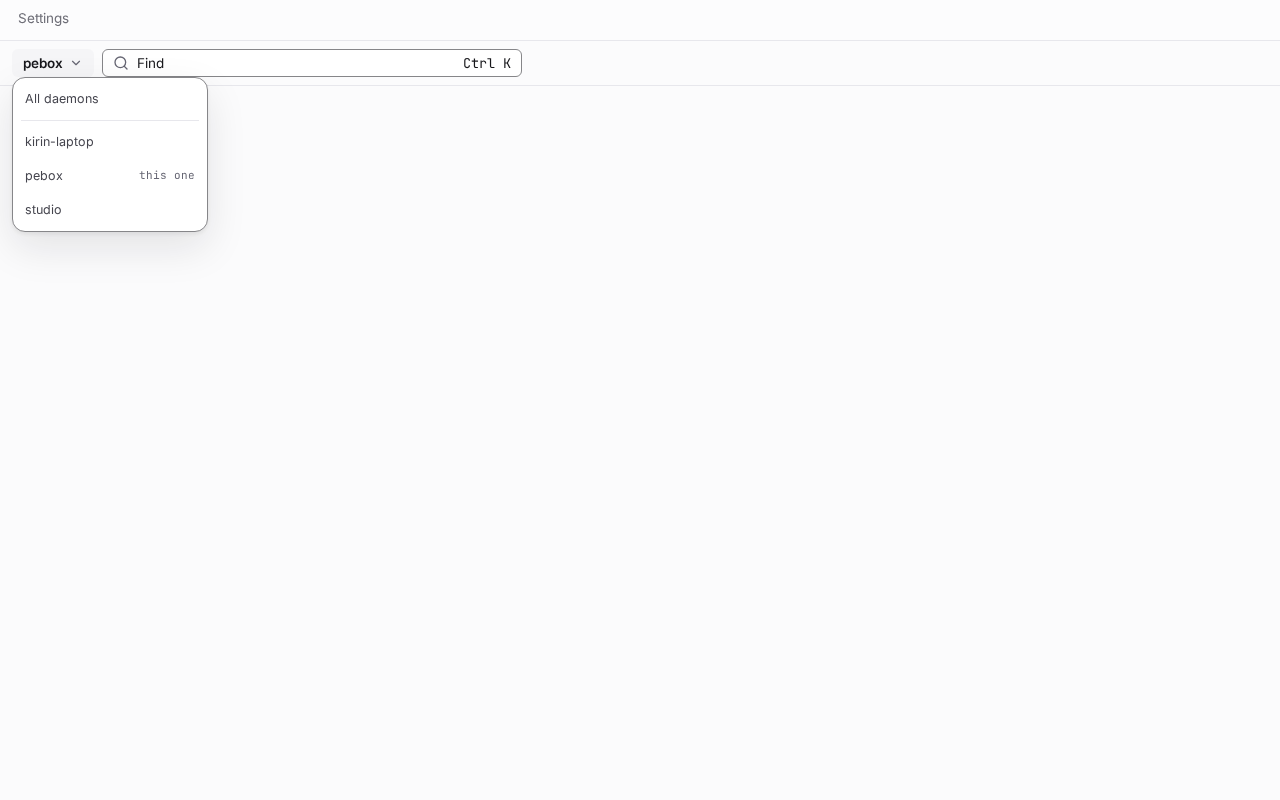 Settings
pebox
Find Ctrl K
All daemons
kirin-laptop
pebox this one
studio